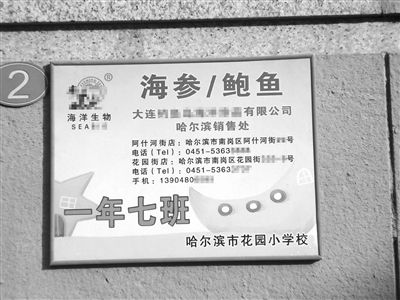 2
®
海参/鲍鱼
海洋生物
SEA
大连 有限公司
哈尔滨销售处
阿什河街店：哈尔滨市南岗区阿什河街 号
电话（Tel）：0451-5363
花园街店：哈尔滨市南岗区花园街 号
电话（Tel）：0451-5363
手机：1390480
一年七班
哈尔滨市花园小学校